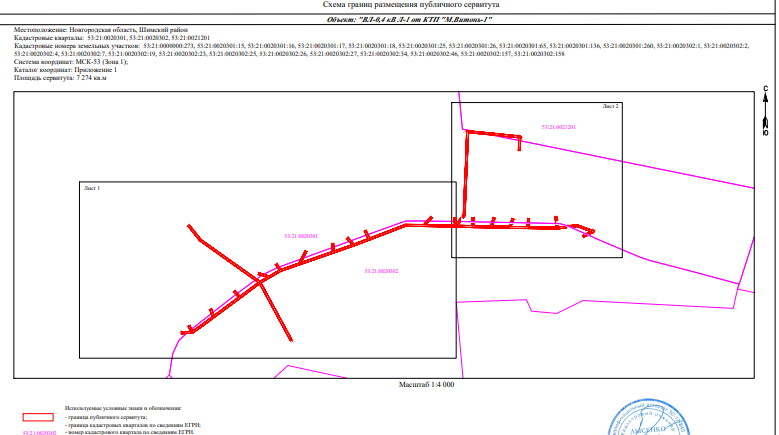 Схема границ размещения публичного сервитута
Объект: "ВЛ-0,4 кВ Л-1 от КТП "М.Витонь-1"
Местоположение: Новгородская область, Шимский район
Кадастровые кварталы: 53:21:0020301, 53:21:0020302, 53:21:0021201
Кадастровые номера земельных участков: 53:21:0000000:273, 53:21:0020301:15, 53:21:0020301:16, 53:21:0020301:17, 53:21:0020301:18, 53:21:0020301:25, 53:21:0020301:26, 53:21:0020301:65, 53:21:0020301:136, 53:21:0020301:260, 53:21:0020302:1, 53:21:0020302:2,
53:21:0020302:4, 53:21:0020302:7, 53:21:0020302:19, 53:21:0020302:23, 53:21:0020302:25, 53:21:0020302:26, 53:21:0020302:27, 53:21:0020302:34, 53:21:0020302:46, 53:21:0020302:157, 53:21:0020302:158
Система координат: МСК-53 (Зона 1);
Каталог координат: Приложение 1
Площадь сервитута: 7 274 кв.м
С
Ю
Лист 2
53:21:0021201
Лист 1
53:21:0020301
53:21:0020302
Масштаб 1:4 000
Используемые условные знаки и обозначения:
- граница публичного сервитута;
- граница кадастровых кварталов по сведениям ЕГРН;
53:21:0020302 - номер кадастрового квартала по сведениям ЕГРН.